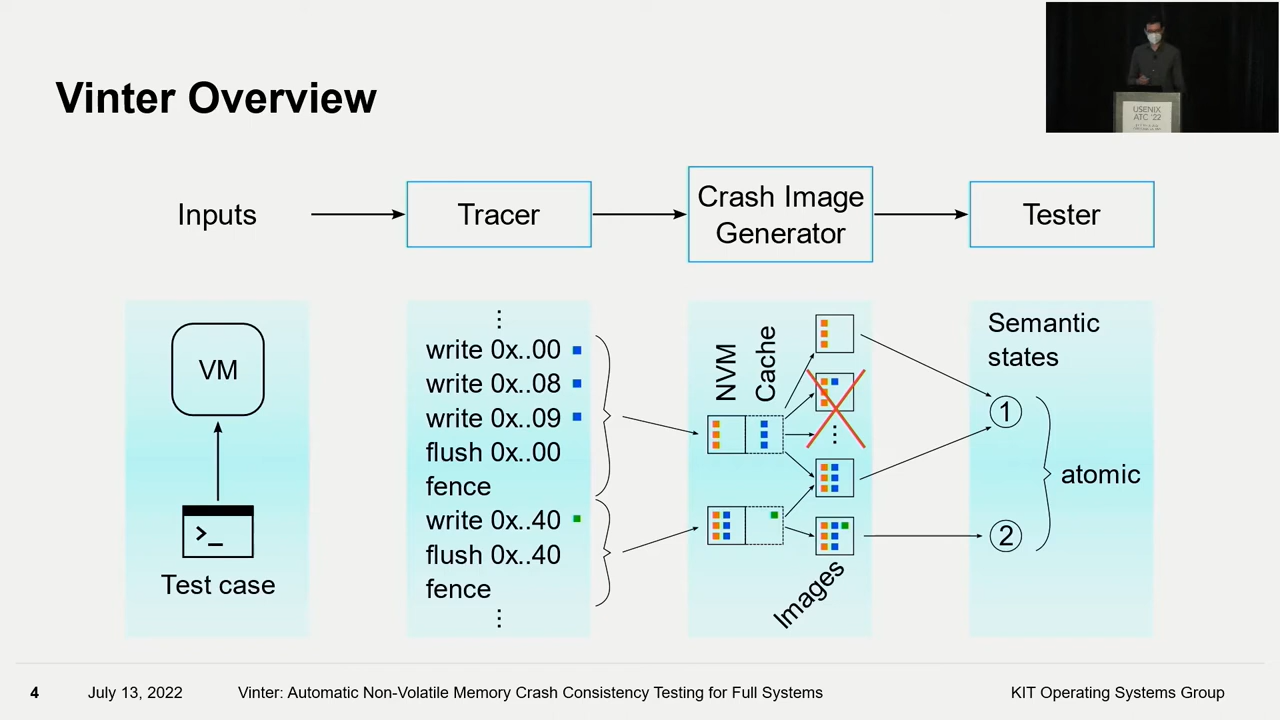 USENIX
ATC '22
Vinter Overview
Inputs
Tracer
Crash Image
Generator
Tester
VM
Test case
⋮
write 0x..00
write 0x..08
write 0x..09
flush 0x..00
fence
write 0x..40
flush 0x..40
fence
⋮
NVM
Cache
⋮
Images
Semantic
states
1
atomic
2
4
July 13, 2022
Vinter: Automatic Non-Volatile Memory Crash Consistency Testing for Full Systems
KIT Operating Systems Group